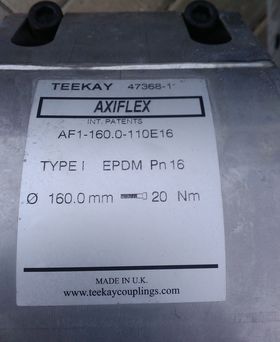 TEEKAY 47368-1
AXIFLEX
INT. PATENTS
AF1-160.0-110E16
TYPE I EPDM Pn 16
Ø 160.0 mm 20 Nm
MADE IN U.K.
www.teekaycouplings.com